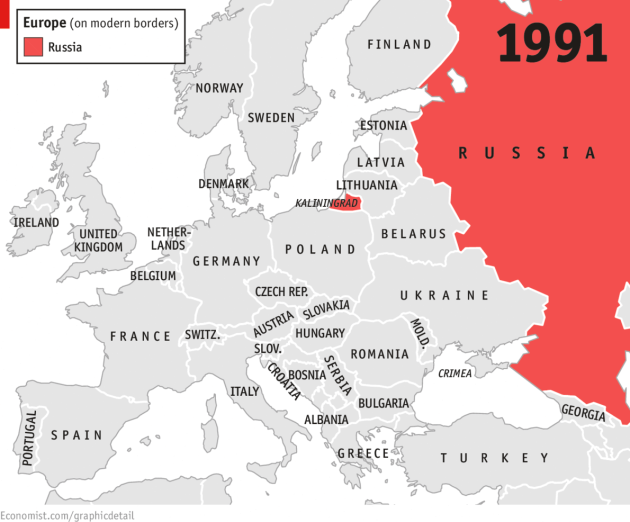 Europe (on modern borders)
Russia
1991
FINLAND
NORWAY
SWEDEN
ESTONIA
RUSSIA
LATVIA
DENMARK
LITHUANIA
KALININGRAD
IRELAND
UNITED
KINGDOM
NETHER-
LANDS
BELARUS
POLAND
GERMANY
BELGIUM
CZECH REP.
UKRAINE
SLOVAKIA
AUSTRIA
FRANCE
SWITZ.
HUNGARY
MOLD.
SLOV.
ROMANIA
CRIMEA
BOSNIA
SERBIA
CROATIA
ITALY
BULGARIA
GEORGIA
ALBANIA
PORTUGAL
SPAIN
GREECE
TURKEY
Economist.com/graphicdetail